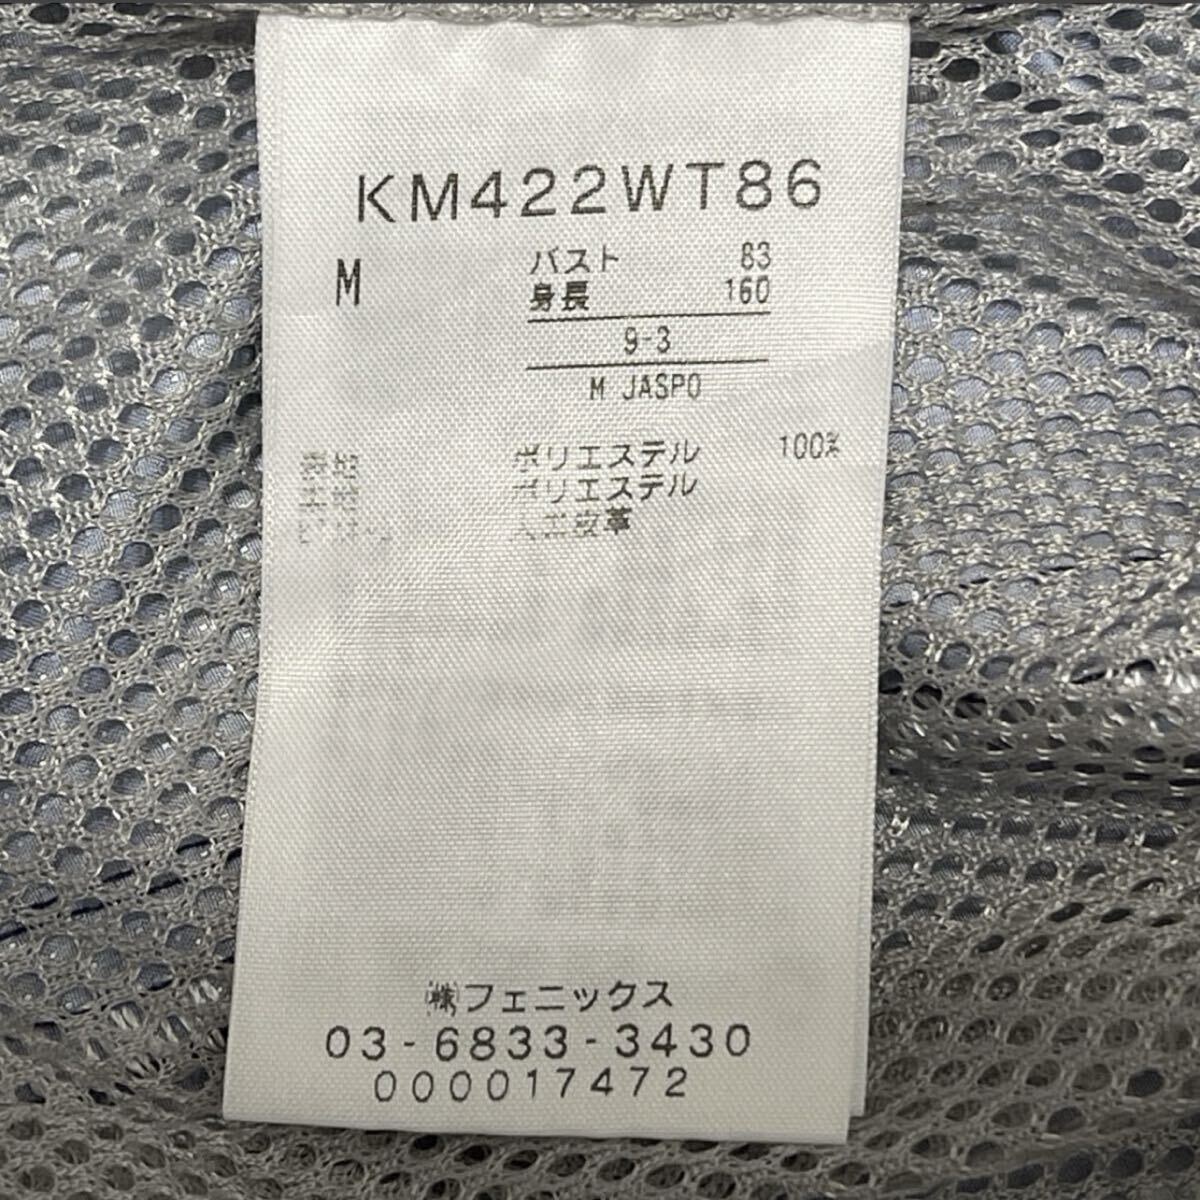 KM422WT86
M バスト 83
身長 160
9-3
M JASPO
ポリエステル 100%
ポリエステル
人工皮革
㈱フェニックス
03-6833-3430
000017472